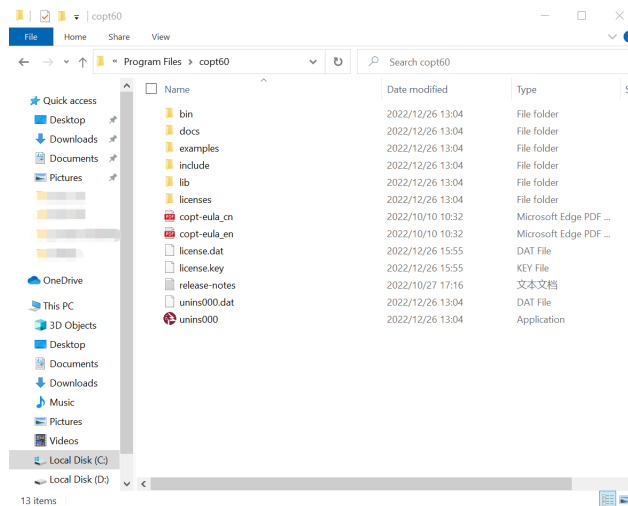 copt60
File Home Share View
« Program Files › copt60
Search copt60
Name Date modified Type
Quick access
Desktop
Downloads
Documents
Pictures
OneDrive
This PC
3D Objects
Desktop
Documents
Downloads
Music
Pictures
Videos
Local Disk (C:)
Local Disk (D:)
bin 2022/12/26 13:04 File folder
docs 2022/12/26 13:04 File folder
examples 2022/12/26 13:04 File folder
include 2022/12/26 13:04 File folder
lib 2022/12/26 13:04 File folder
licenses 2022/12/26 13:04 File folder
copt-eula_cn 2022/10/10 10:32 Microsoft Edge PDF ...
copt-eula_en 2022/10/10 10:32 Microsoft Edge PDF ...
license.dat 2022/12/26 15:55 DAT File
license.key 2022/12/26 15:55 KEY File
release-notes 2022/10/27 17:16 文本文档
unins000.dat 2022/12/26 13:04 DAT File
unins000 2022/12/26 13:04 Application
13 items